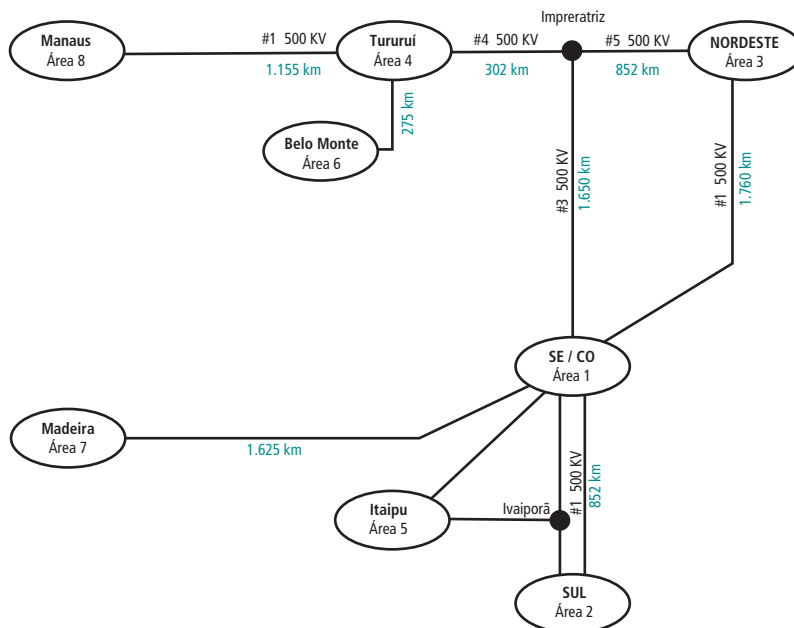 Impreratriz
Manaus
Área 8
#1 500 KV
1.155 km
Tururuí
Área 4
#4 500 KV
302 km
#5 500 KV
852 km
NORDESTE
Área 3
275 km
Belo Monte
Área 6
#3 500 KV
1.650 km
#1 500 KV
1.760 km
SE / CO
Área 1
Madeira
Área 7
1.625 km
Itaipu
Área 5
Ivaiporã
#1 500 KV
852 km
SUL
Área 2